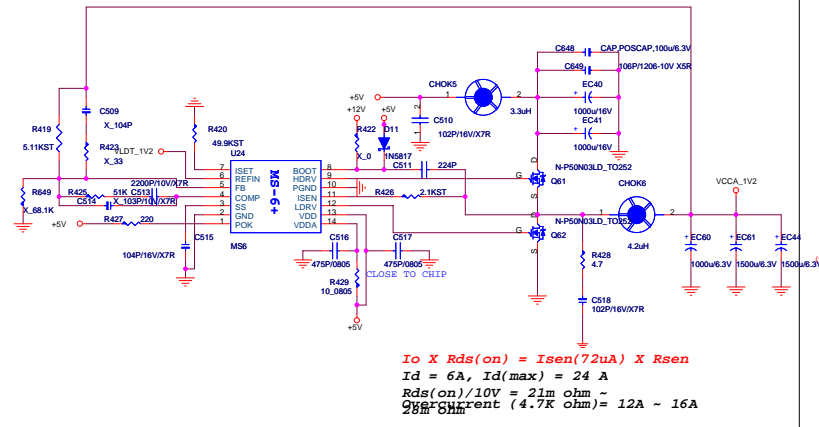 C648 CAP,POSCAP,100u/6.3V
C649 106P/1206-10V X5R
CHOK5
+5V 1 2
3.3uH
EC40
+
1000u/16V
EC41
+
1000u/16V
+5V
+12V +5V
C510
102P/16V/X7R
2
1
C509
X_104P
R419
5.11KST
R423
X_33
VLDT_1V2
R420
49.9KST
U24
R422
X_0
D11
1N5817
C511 224P
7 ISET BOOT 8
6 REFIN HDRV 9
5 FB PGND 10
4 COMP ISEN 11
3 SS LDRV 12
2 GND VDD 13
1 POK VDDA 14
MS-6+
MS6
2200P/10V/X7R
R649
X_68.1K
R425 51K C513
C514 X_103P/10V/X7R
+5V R427 220
C515
104P/16V/X7R
R426 2.1KST
N-P50N03LD_TO252
D
G Q61
S
N-P50N03LD_TO252
D
G Q62
S
CHOK6
1 2
4.2uH
VCCA_1V2
C516
475P/0805
C517
475P/0805
CLOSE TO CHIP
R429
10_0805
+5V
R428
4.7
C518
102P/16V/X7R
+ EC60
1000u/6.3V
+ EC61
1500u/6.3V
+ EC44
1500u/6.3V
Io X Rds(on) = Isen(72uA) X Rsen
Id = 6A, Id(max) = 24 A
Rds(on)/10V = 21m ohm ~
28m ohm
Overcurrent (4.7K ohm)= 12A ~ 16A